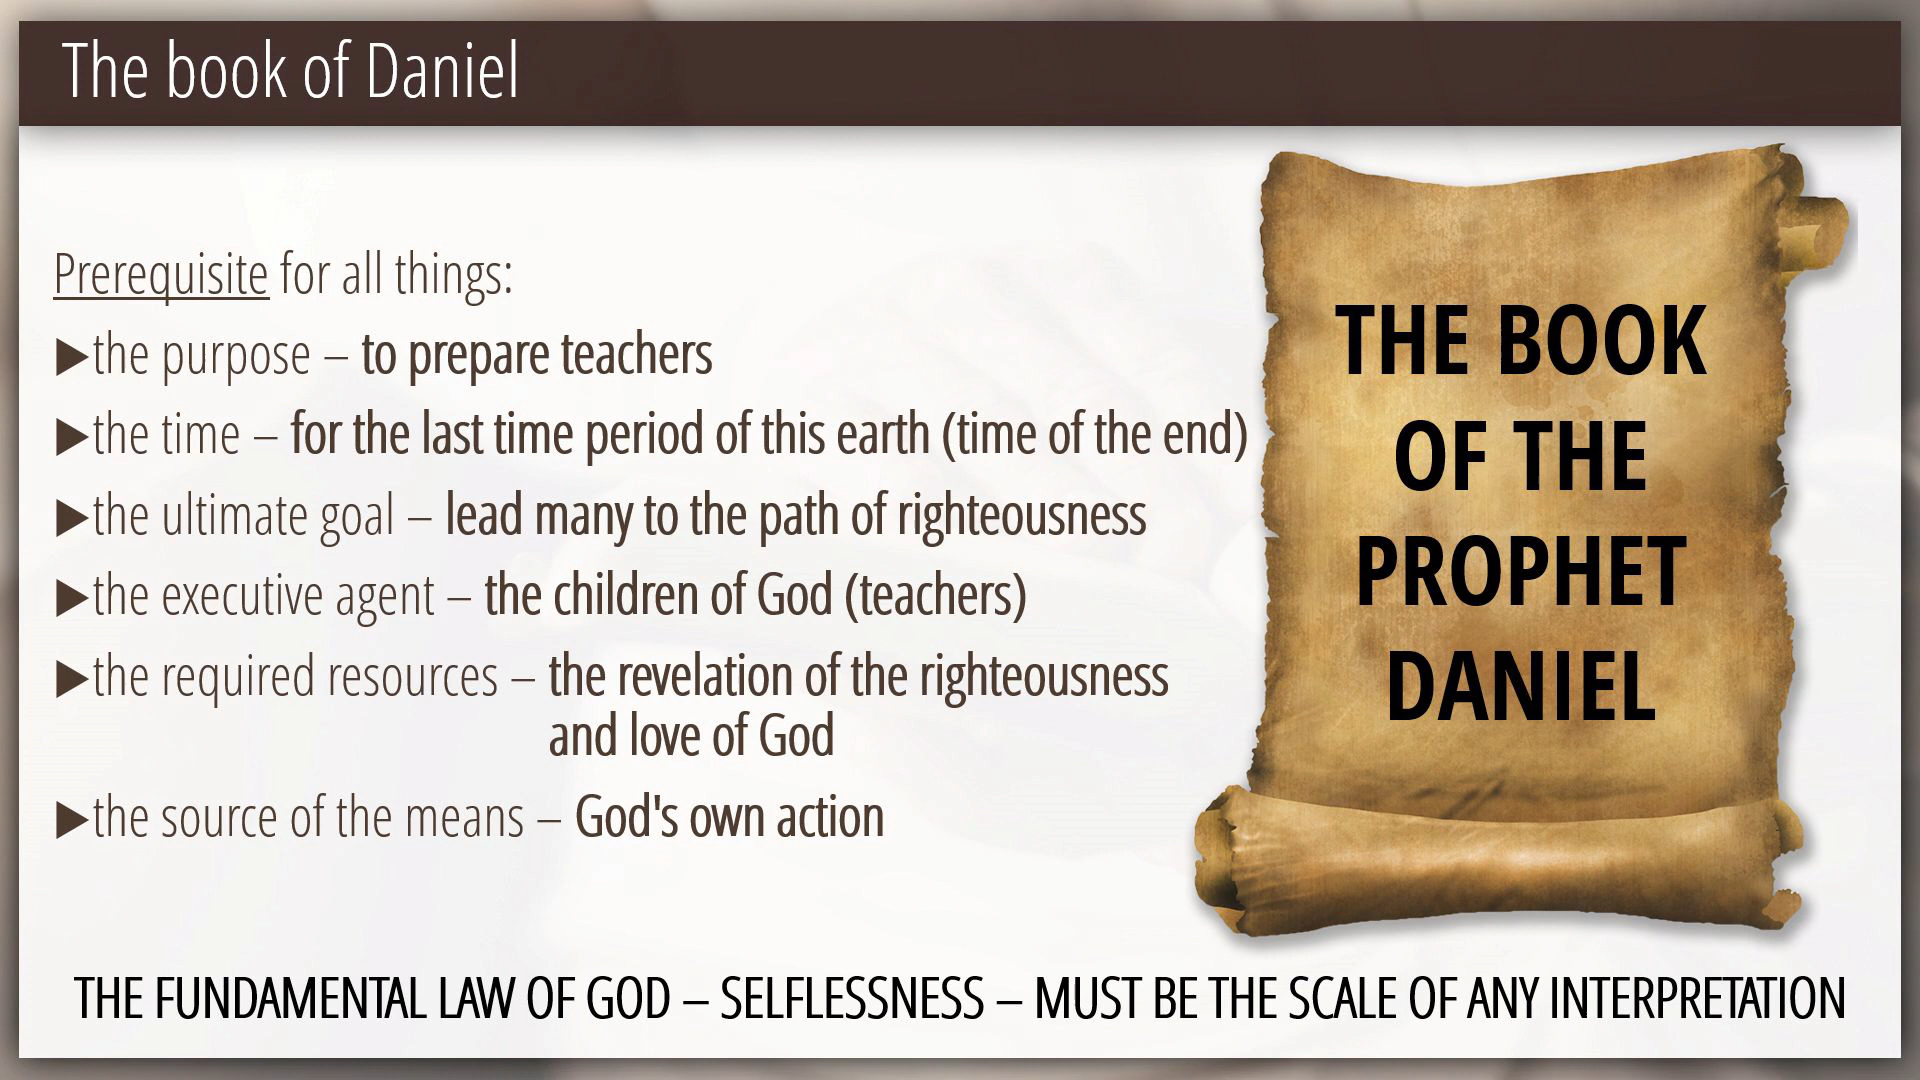 The book of Daniel
Prerequisite for all things:
▶the purpose – to prepare teachers
▶the time – for the last time period of this earth (time of the end)
▶the ultimate goal – lead many to the path of righteousness
▶the executive agent – the children of God (teachers)
▶the required resources – the revelation of the righteousness
and love of God
▶the source of the means – God's own action
THE BOOK
OF THE
PROPHET
DANIEL
THE FUNDAMENTAL LAW OF GOD – SELFLESSNESS – MUST BE THE SCALE OF ANY INTERPRETATION